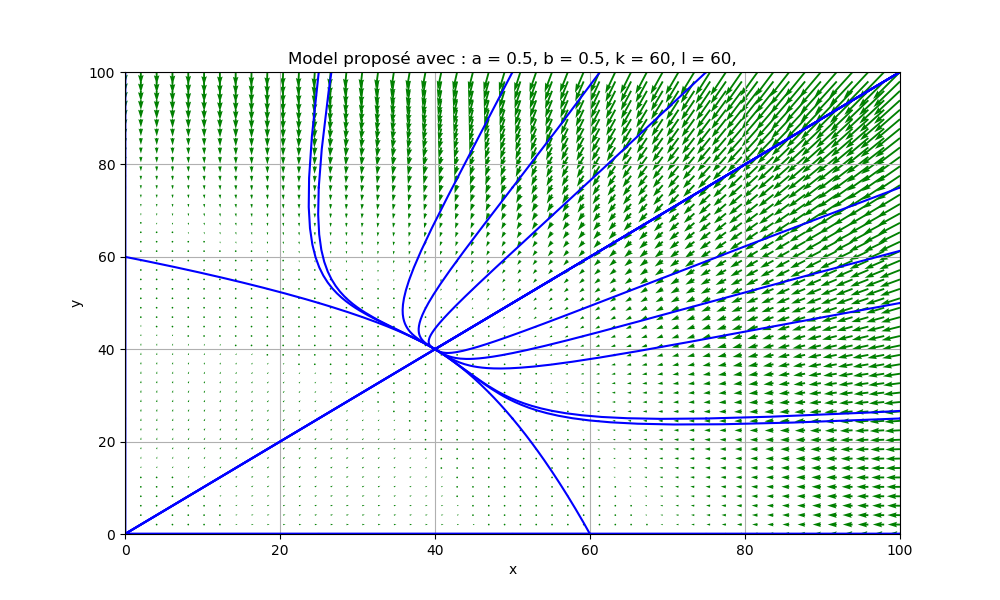 Model proposé avec : a = 0.5, b = 0.5, k = 60, l = 60,
100
80
60
40
20
0
y
0 20 40 60 80 100
x